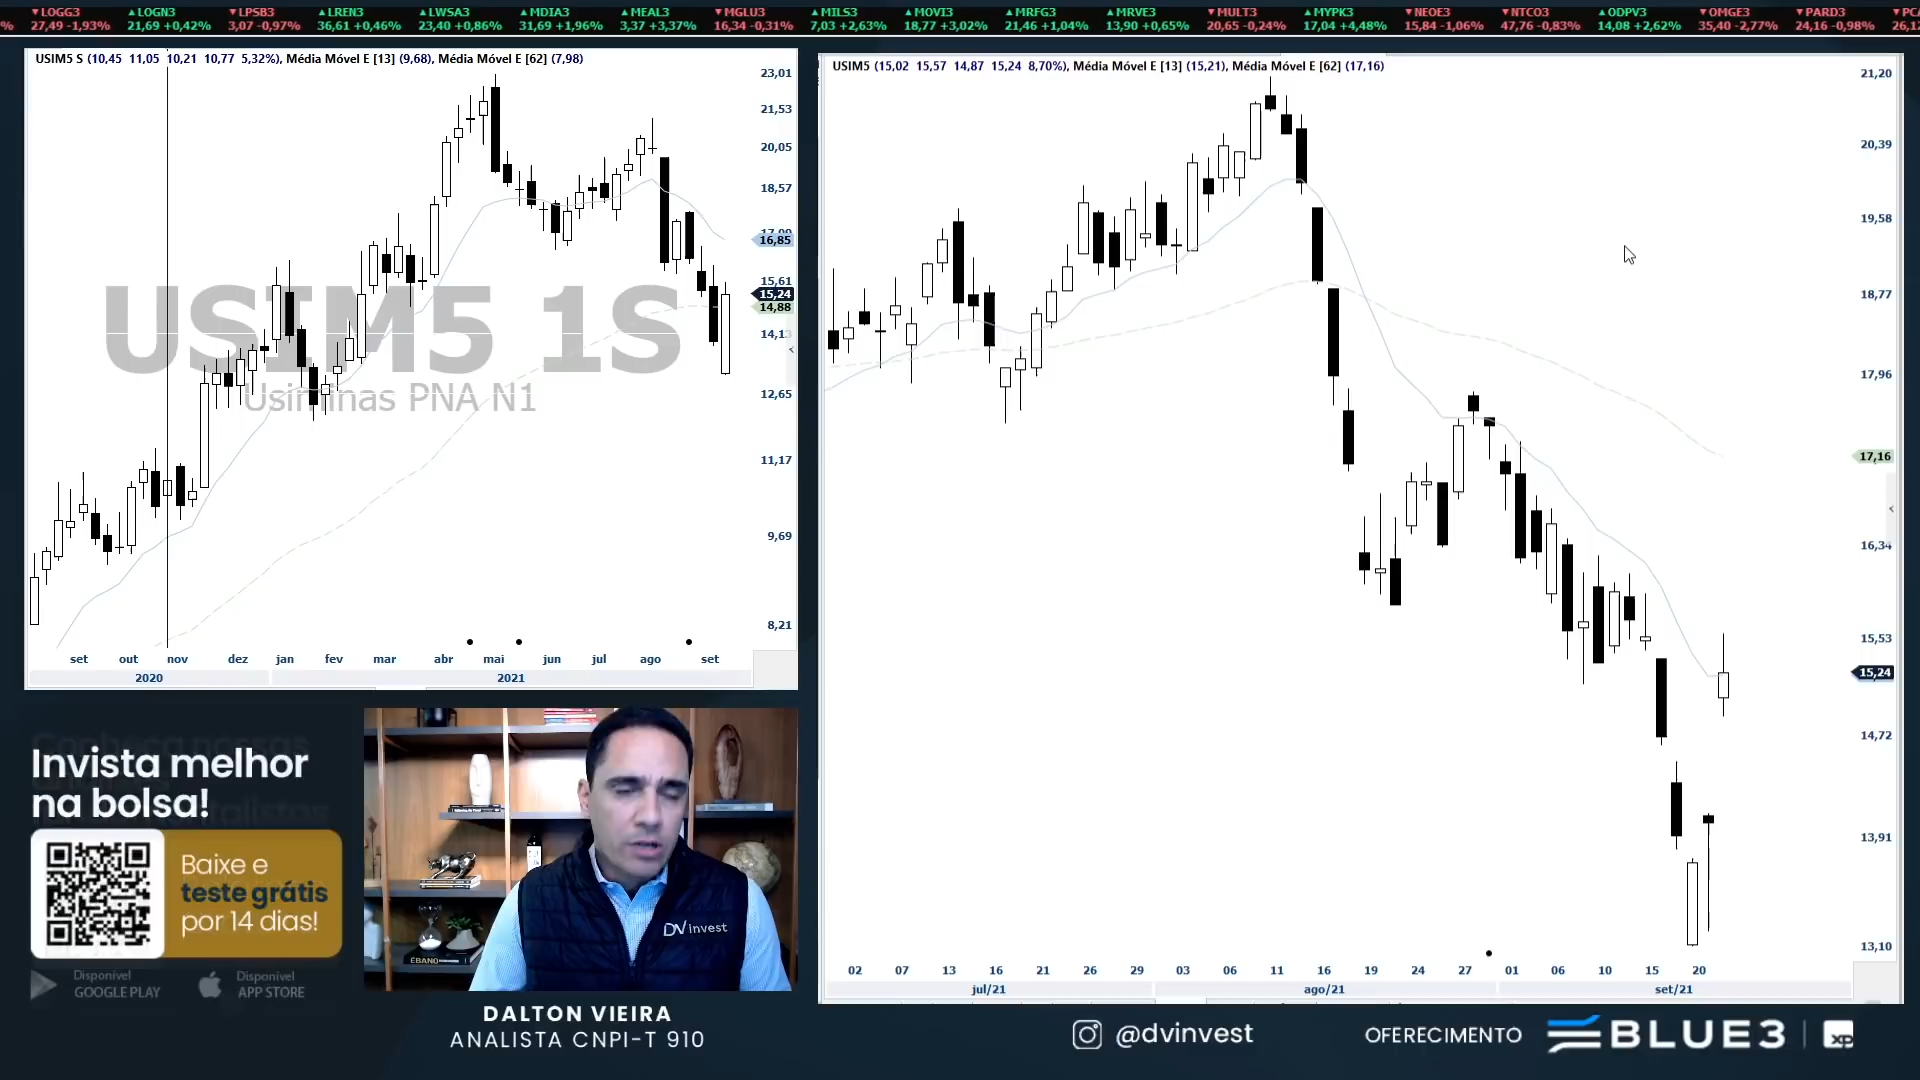 ▼LOGG3 ▲LOGN3 ▼LPSB3 ▲LREN3 ▲LWSA3 ▲MDIA3 ▲MEAL3 ▼MGLU3 ▲MILS3 ▲MOVI3 ▲MRFG3 ▲MRVE3 ▼MULT3 ▲MYPK3 ▼NEOE3 ▼NTCO3 ▲ODPV3 ▼OMGE3 ▼PARD3
27,49 -1,93% 21,69 +0,42% 3,07 -0,97% 36,61 +0,46% 23,40 +0,86% 31,69 +1,96% 3,37 +3,37% 16,34 -0,31% 7,03 +2,63% 18,77 +3,02% 21,46 +1,04% 13,90 +0,65% 20,65 -0,24% 17,04 +4,48% 15,84 -1,06% 47,76 -0,83% 14,08 +2,62% 35,40 -2,77% 24,16 -0,98%
USIM5 S (10,45 11,05 10,21 10,77 5,32%), Média Móvel E [13] (9,68), Média Móvel E [62] (7,98)
23,01
21,53
20,05
18,57
16,85
15,61
15,24
14,88
14,13
12,65
11,17
9,69
8,21
USIM5 1S
Usiminas PNA N1
set out nov dez jan fev mar abr mai jun jul ago set
2020 2021
USIM5 (15,02 15,57 14,87 15,24 8,70%), Média Móvel E [13] (15,21), Média Móvel E [62] (17,16)
21,20
20,39
19,58
18,77
17,96
17,16
16,34
15,53
15,24
14,72
13,91
13,10
02 07 13 16 21 26 29 03 06 11 16 19 24 27 01 06 10 15 20
jul/21 ago/21 set/21
Invista melhor
na bolsa!
Baixe e
teste grátis
por 14 dias!
Disponível
GOOGLE PLAY
Disponível
APP STORE
DV invest
ÉBANO
DALTON VIEIRA
ANALISTA CNPI-T 910
@dvinvest
OFERECIMENTO
BLUE3
xp